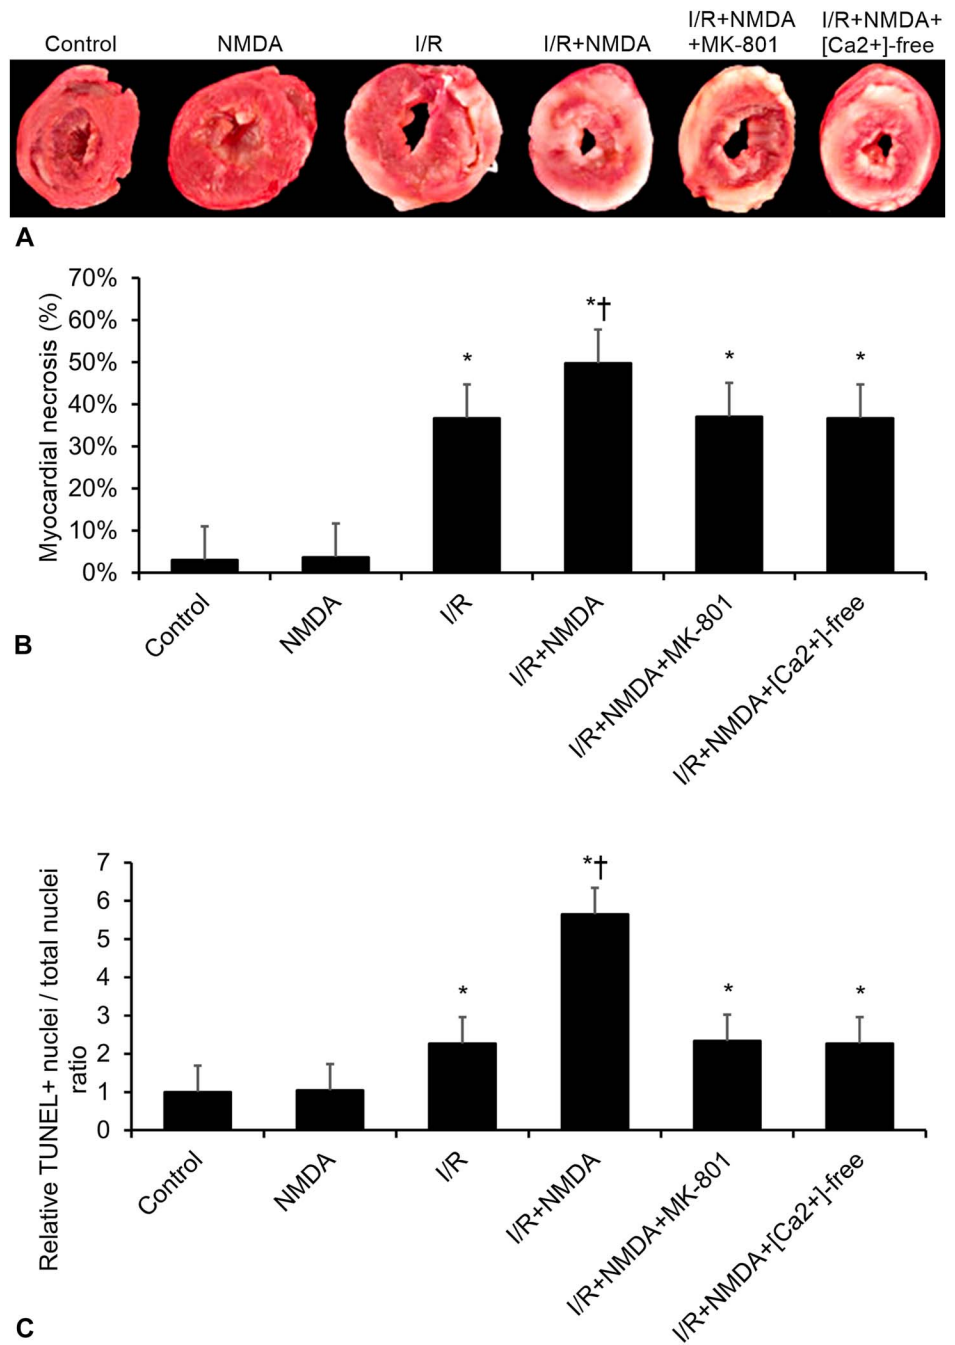 Control
NMDA
I/R
I/R+NMDA
I/R+NMDA
+MK-801
I/R+NMDA+
[Ca2+]-free
A
Myocardial necrosis (%)
70%
60%
50%
40%
30%
20%
10%
0%
*
*†
*
*
Control
NMDA
I/R
I/R+NMDA
I/R+NMDA+MK-801
I/R+NMDA+[Ca2+]-free
B
Relative TUNEL+ nuclei / total nuclei
ratio
7
6
5
4
3
2
1
0
*
*†
*
*
Control
NMDA
I/R
I/R+NMDA
I/R+NMDA+MK-801
I/R+NMDA+[Ca2+]-free
C